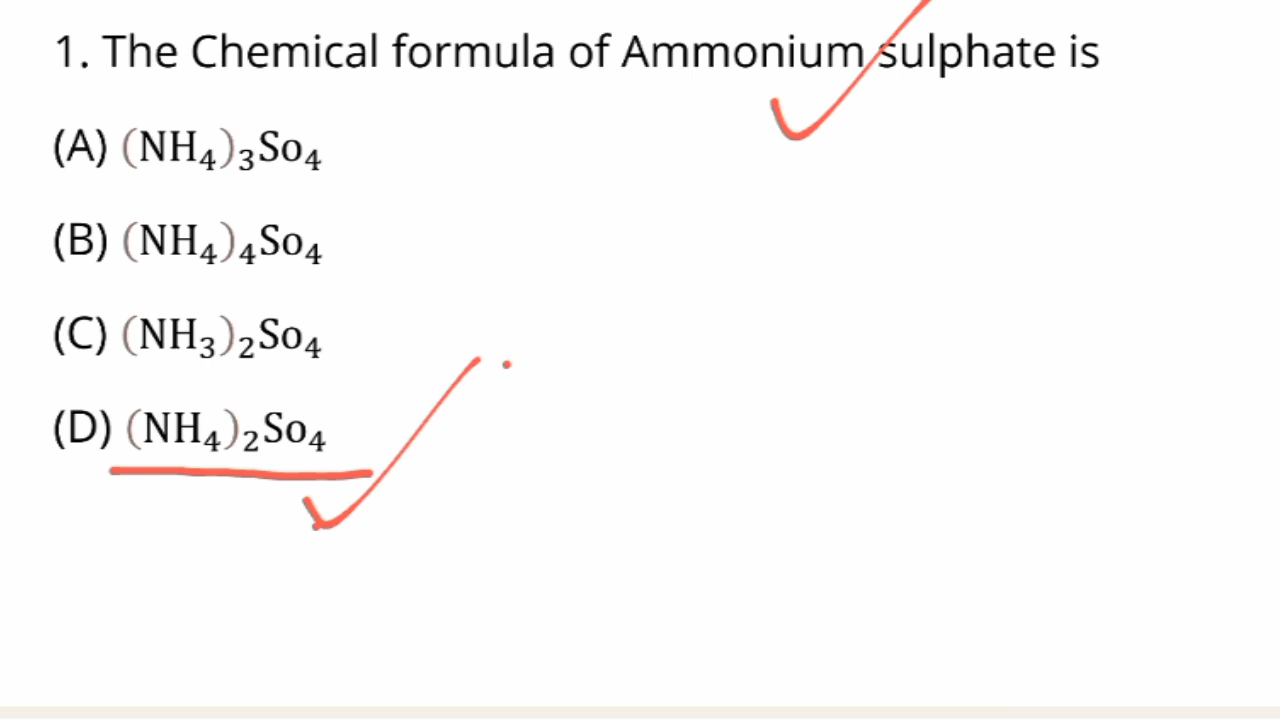 1. The Chemical formula of Ammonium sulphate is
(A) (NH₄)₃So₄
(B) (NH₄)₄So₄
(C) (NH₃)₂So₄
(D) (NH₄)₂So₄